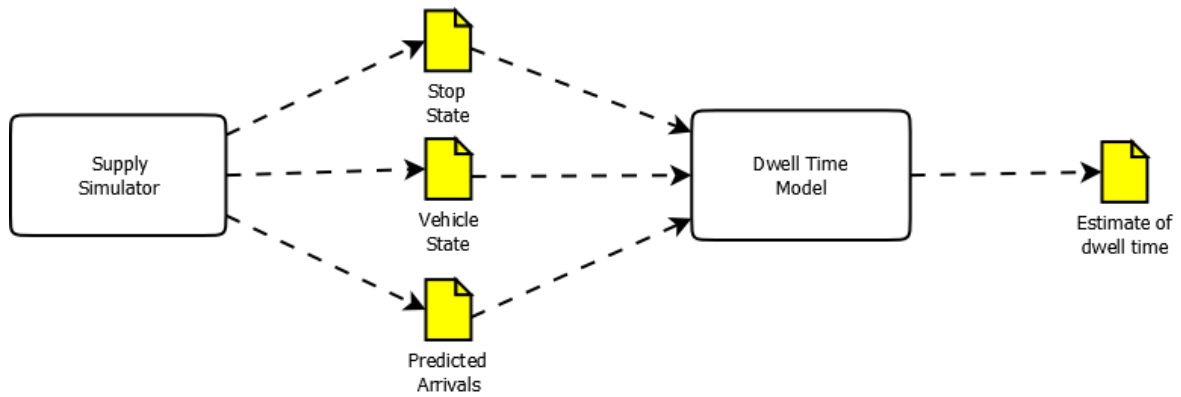 Supply
Simulator
Stop
State
Vehicle
State
Predicted
Arrivals
Dwell Time
Model
Estimate of
dwell time